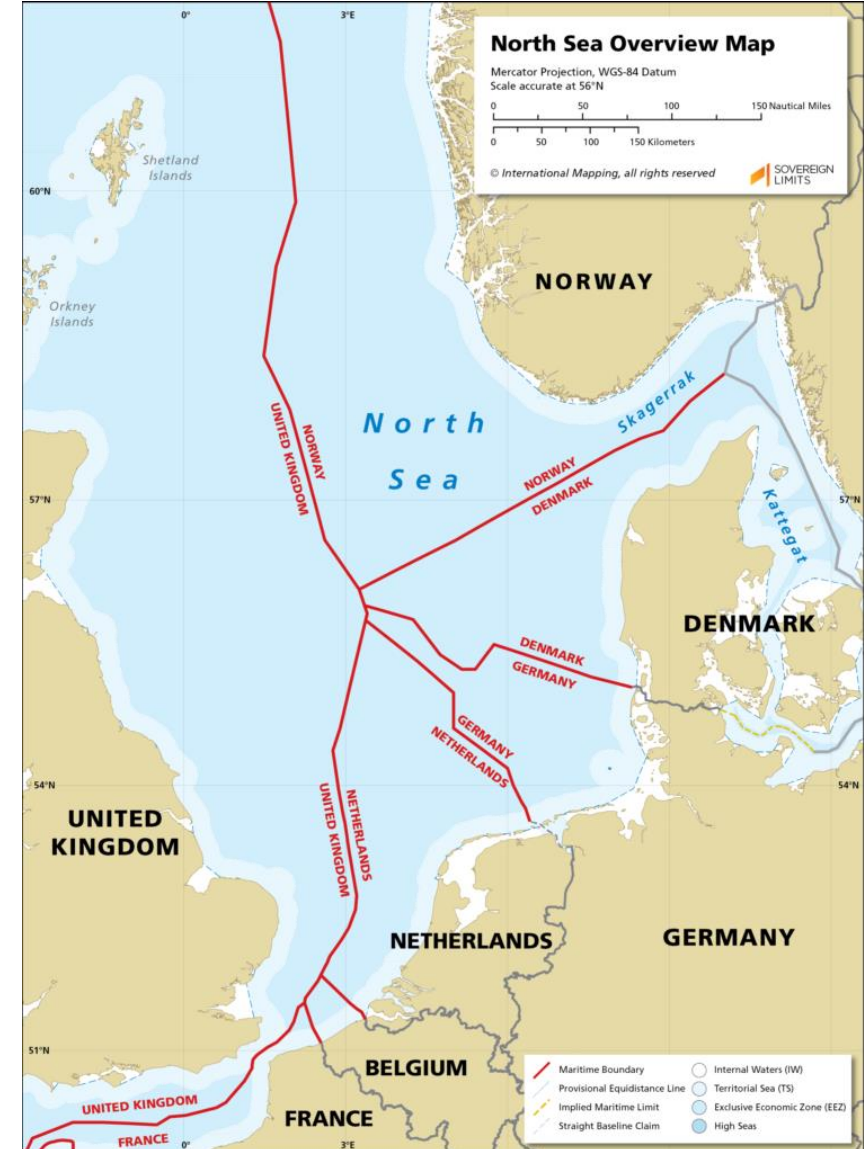 0°
3°E
North Sea Overview Map
Mercator Projection, WGS-84 Datum
Scale accurate at 56°N
0 50 100 150 Nautical Miles
0 50 100 150 Kilometers
© International Mapping, all rights reserved
SOVEREIGN
LIMITS
Shetland
Islands
60°N
NORWAY
Orkney
Islands
Skagerrak
NORWAY
UNITED KINGDOM
North
Sea
NORWAY
DENMARK
57°N
57°N
Kattegat
DENMARK
DENMARK
GERMANY
GERMANY
NETHERLANDS
54°N
54°N
NETHERLANDS
UNITED KINGDOM
UNITED
KINGDOM
NETHERLANDS
GERMANY
51°N
BELGIUM
UNITED KINGDOM
FRANCE
FRANCE
0°
3°E
Maritime Boundary
Provisional Equidistance Line
Implied Maritime Limit
Straight Baseline Claim
Internal Waters (IW)
Territorial Sea (TS)
Exclusive Economic Zone (EEZ)
High Seas